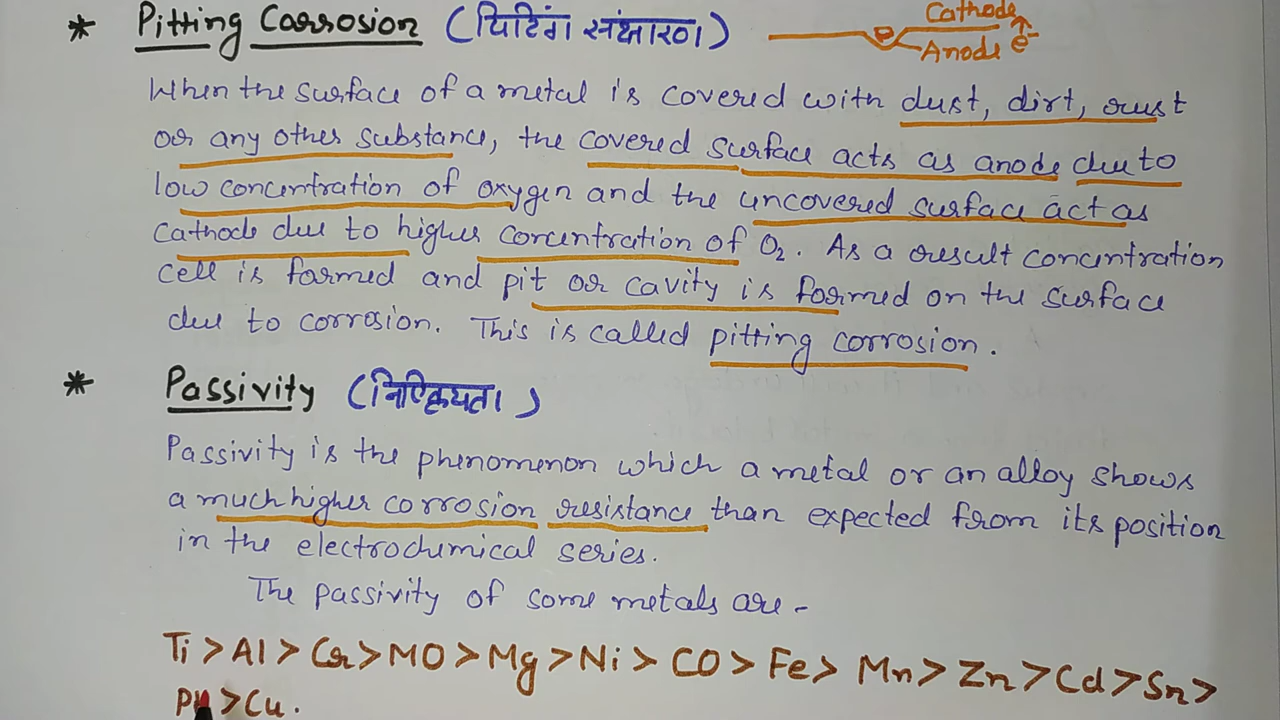 * Pitting Corrosion (पिटिंग संक्षारण)
Cathode
Anode e-
When the surface of a metal is covered with dust, dirt, rust
or any other substance, the covered surface acts as anode due to
low concentration of oxygen and the uncovered surface act as
cathode due to higher concentration of O₂. As a result concentration
cell is formed and pit or cavity is formed on the surface
due to corrosion. This is called pitting corrosion.
* Passivity (निष्क्रियता)
Passivity is the phenomenon which a metal or an alloy shows
a much higher corrosion resistance than expected from its position
in the electrochemical series.
The passivity of some metals are -
Ti > Al > Cr > MO > Mg > Ni > CO > Fe > Mn > Zn > Cd > Sn >
> Cu.